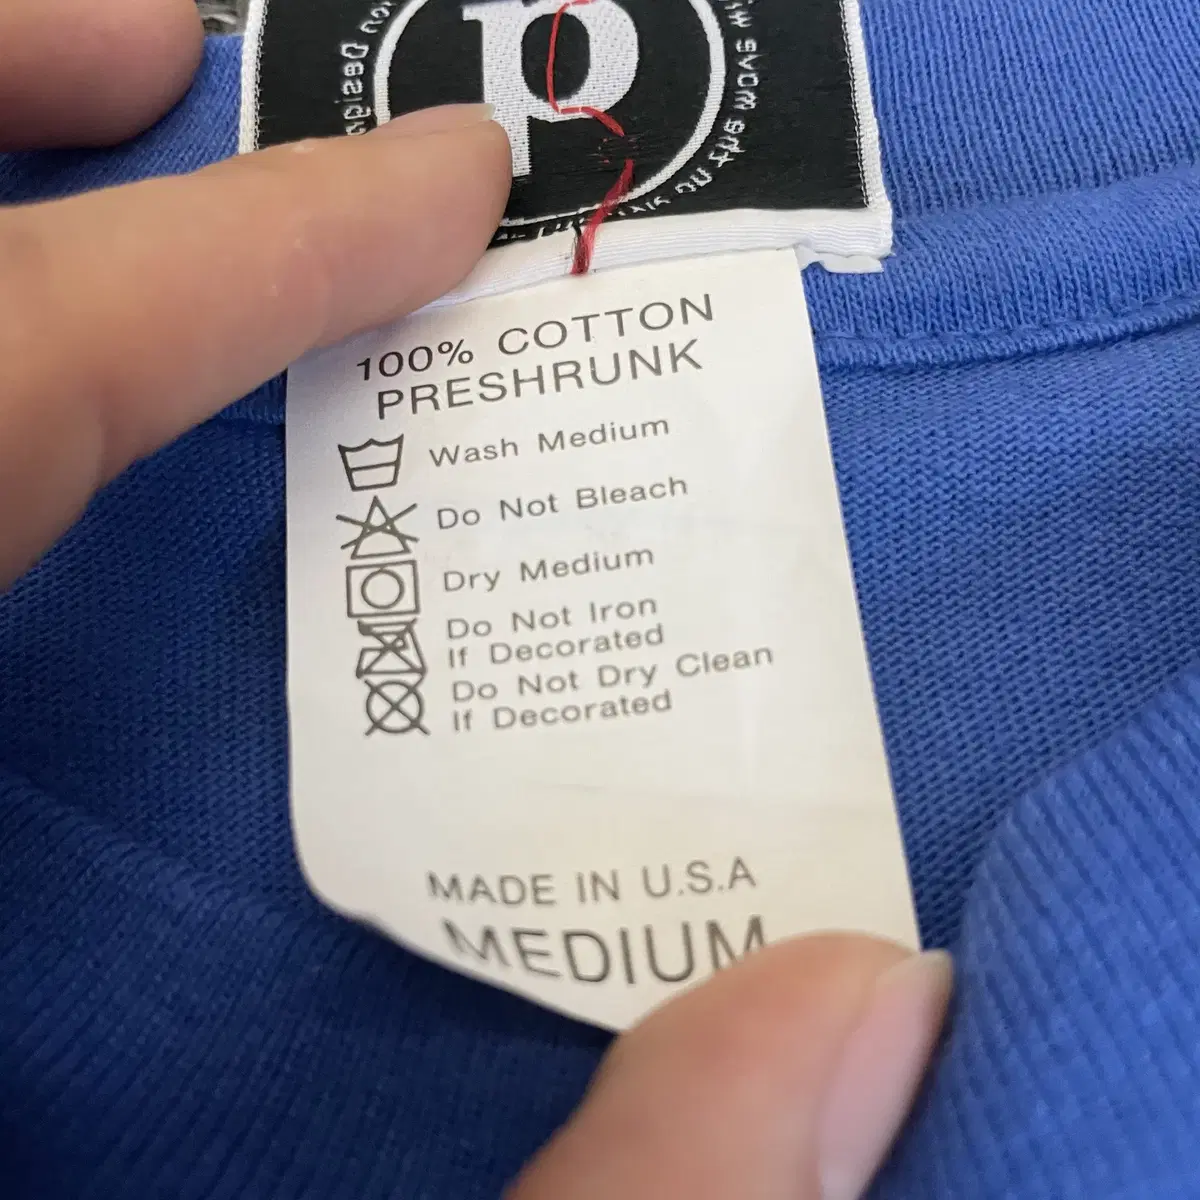 p
100% COTTON
PRESHRUNK
Wash Medium
Do Not Bleach
Dry Medium
Do Not Iron
If Decorated
Do Not Dry Clean
If Decorated
MADE IN U.S.A
MEDIUM